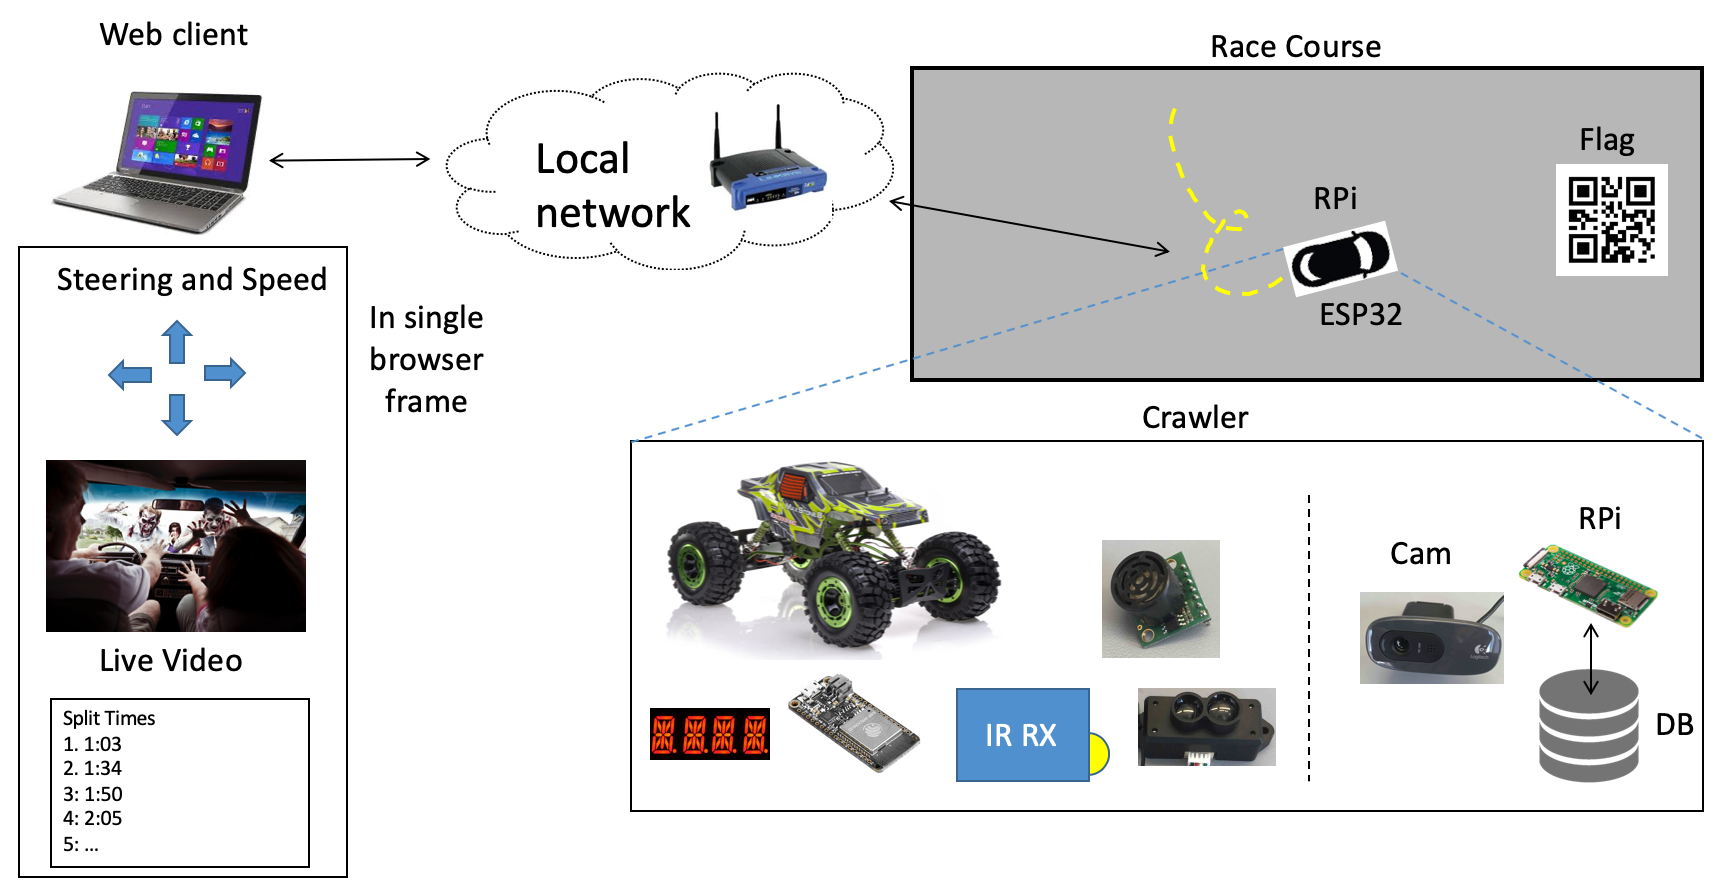 Web client
Race Course
Local
network
Flag
RPi
ESP32
Steering and Speed
In single
browser
frame
Live Video
Split Times
1. 1:03
2. 1:34
3: 1:50
4: 2:05
5: ...
Crawler
IR RX
Cam
RPi
DB